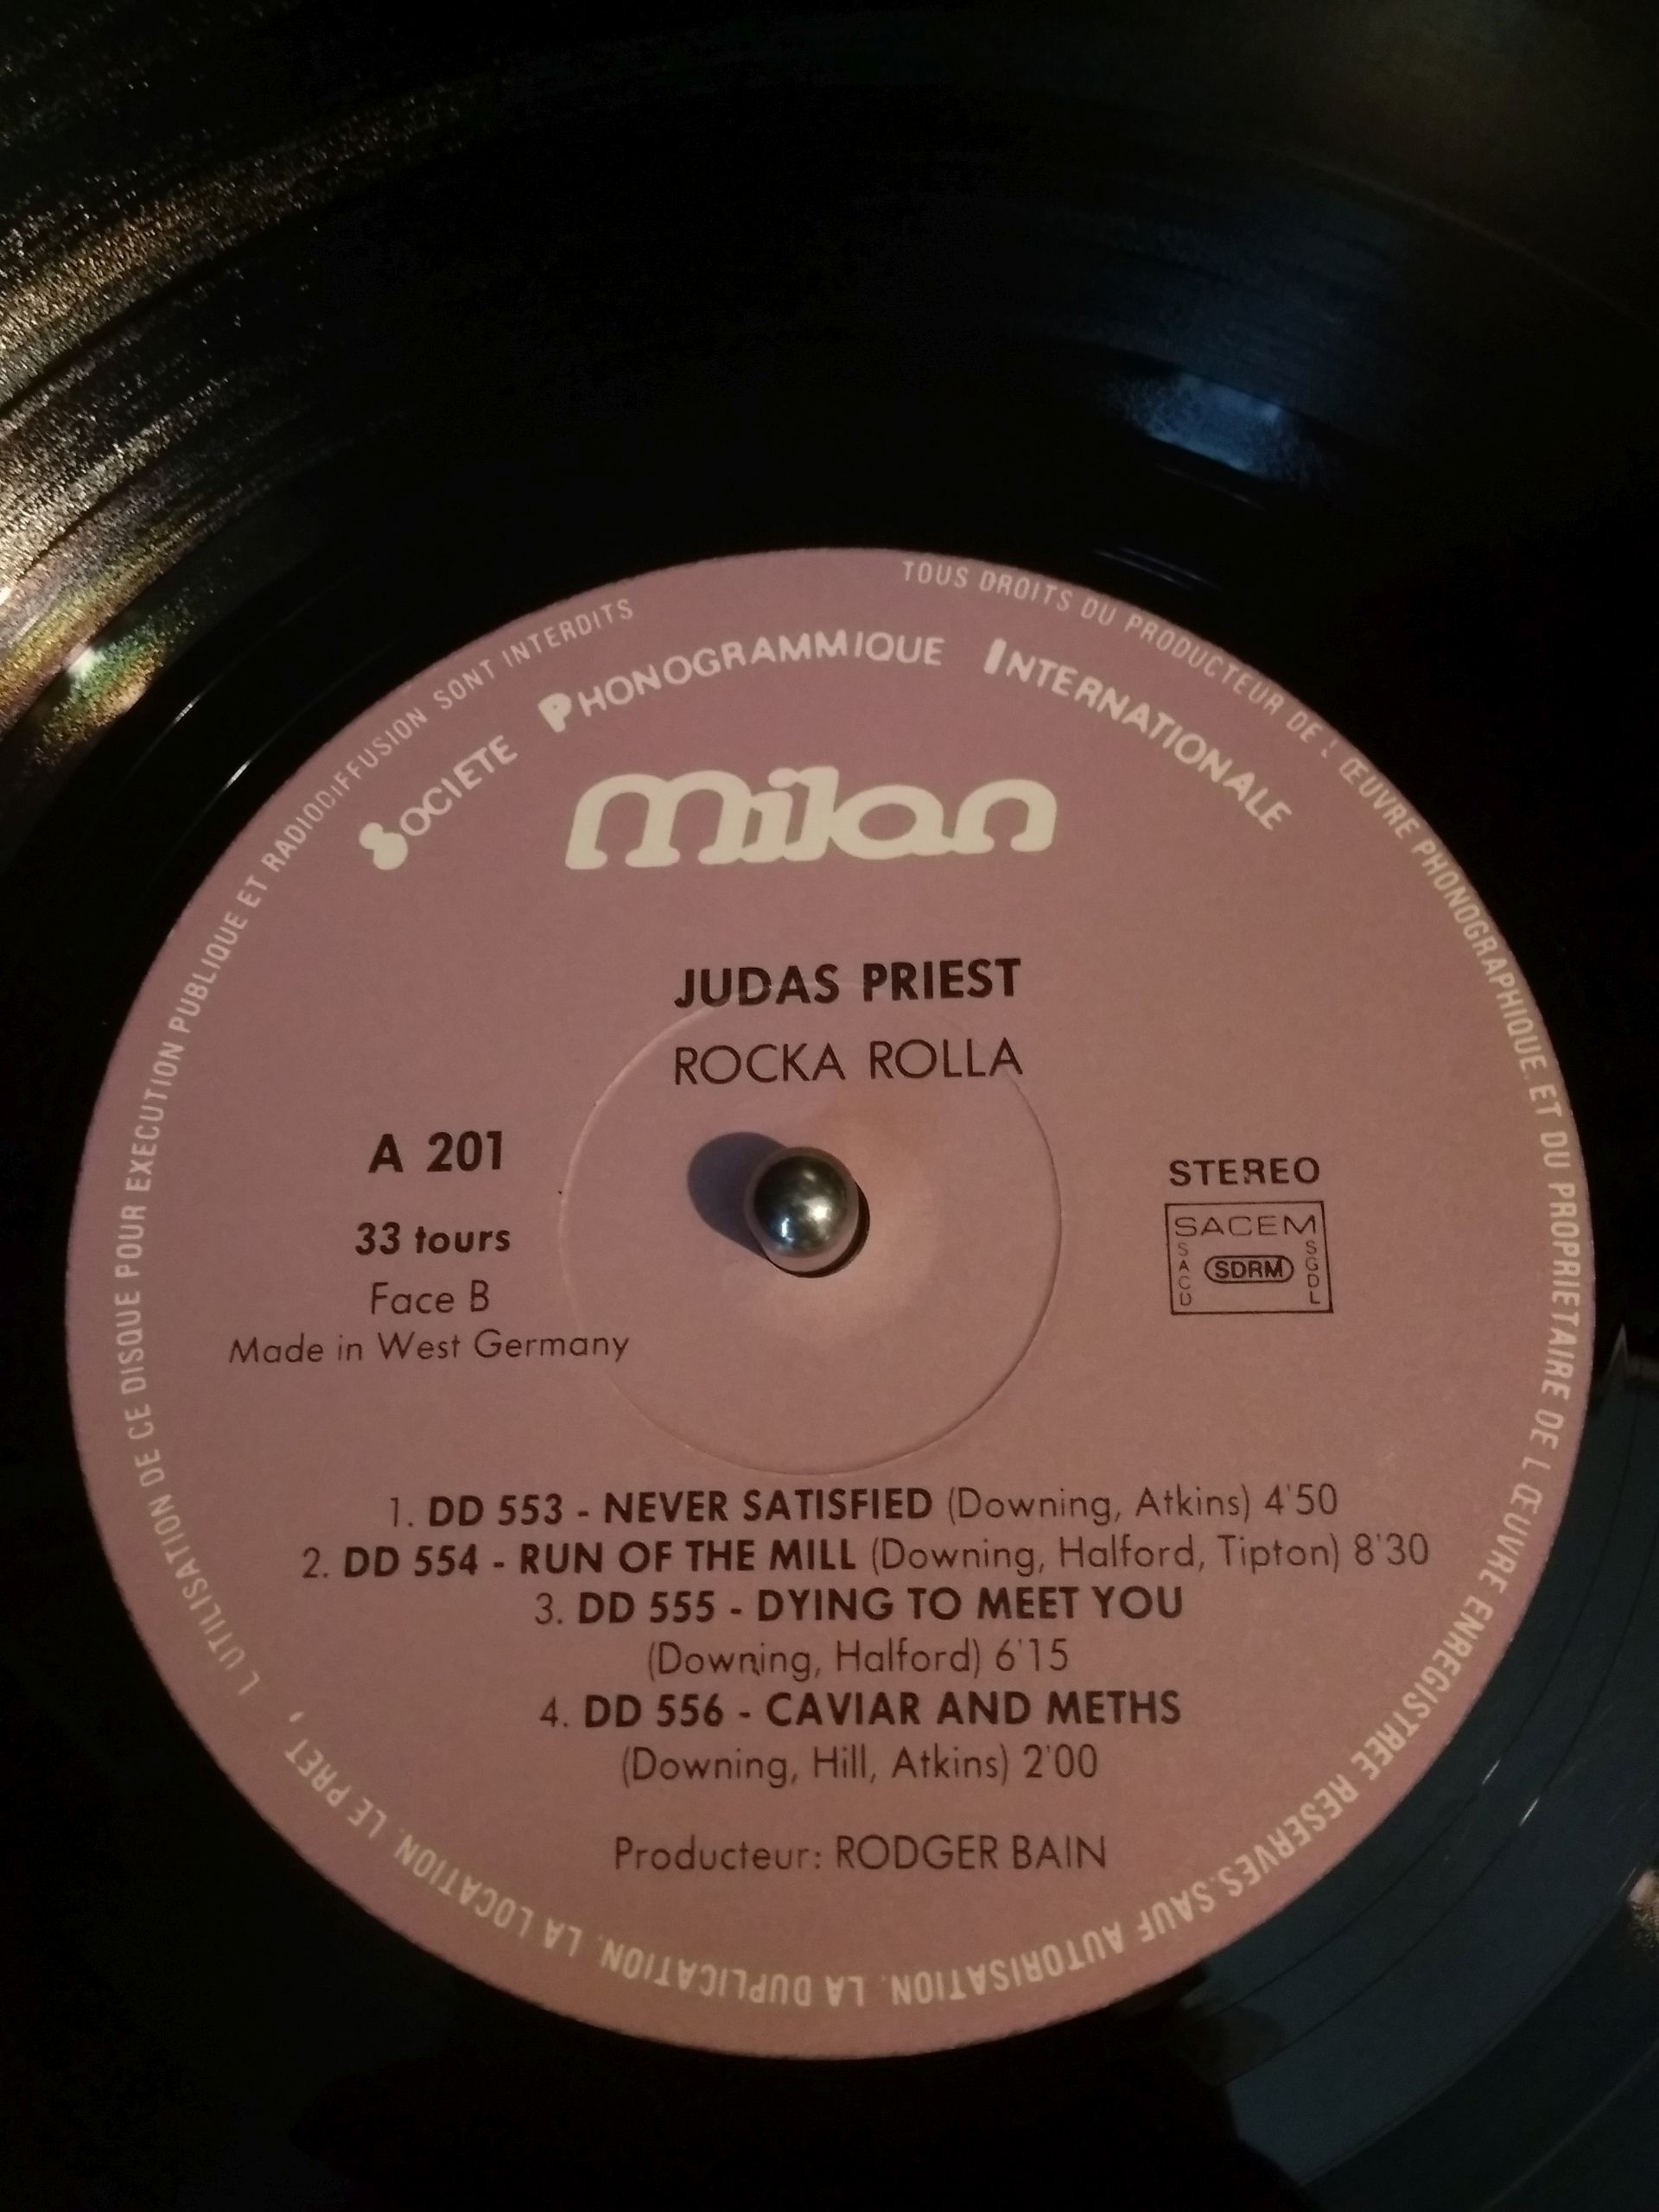 TOUS DROITS DU PRODUCTEUR DE L ŒUVRE PHONOGRAPHIQUE ET DU PROPRIETAIRE DE L ŒUVRE ENREGISTREE RESERVES. SAUF AUTORISATION, LA DUPLICATION, LA LOCATION, LE PRET, L UTILISATION DE CE DISQUE POUR EXECUTION PUBLIQUE ET RADIODIFFUSION SONT INTERDITS
SOCIETE PHONOGRAMMIQUE INTERNATIONALE
milan
JUDAS PRIEST
ROCKA ROLLA
A 201
33 tours
Face B
Made in West Germany
STEREO
SACEM
SACD
SDRM
SGDL
1. DD 553 - NEVER SATISFIED (Downing, Atkins) 4'50
2. DD 554 - RUN OF THE MILL (Downing, Halford, Tipton) 8'30
3. DD 555 - DYING TO MEET YOU
(Downing, Halford) 6'15
4. DD 556 - CAVIAR AND METHS
(Downing, Hill, Atkins) 2'00
Producteur: RODGER BAIN